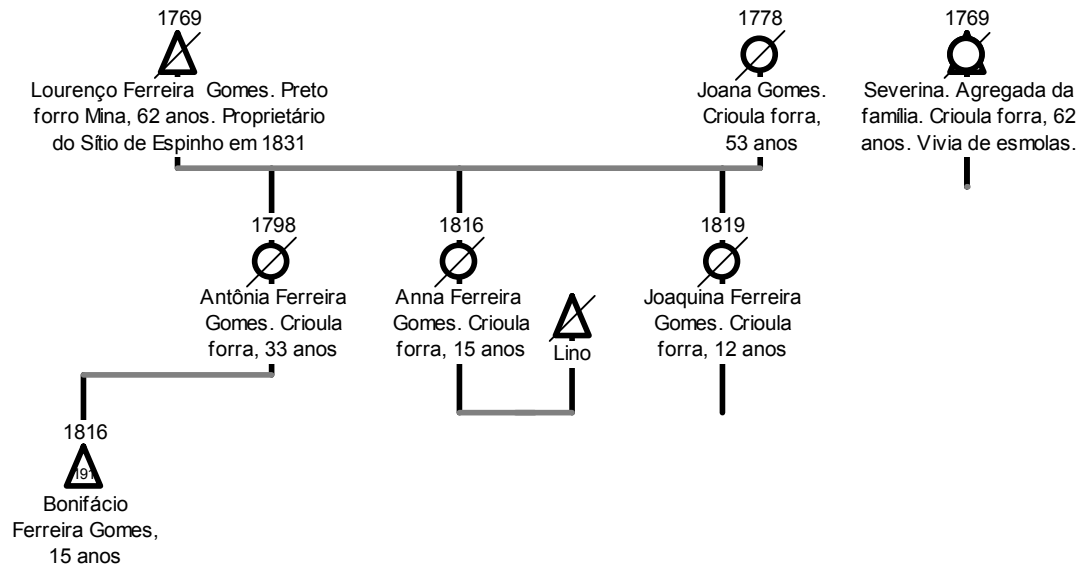 1769
Lourenço Ferreira Gomes. Preto
forro Mina, 62 anos. Proprietário
do Sítio de Espinho em 1831
1778
Joana Gomes.
Crioula forra,
53 anos
1769
Severina. Agregada da
família. Crioula forra, 62
anos. Vivia de esmolas.
1798
Antônia Ferreira
Gomes. Crioula
forra, 33 anos
1816
Anna Ferreira
Gomes. Crioula
forra, 15 anos
Lino
1819
Joaquina Ferreira
Gomes. Crioula
forra, 12 anos
1816
Bonifácio
Ferreira Gomes,
15 anos